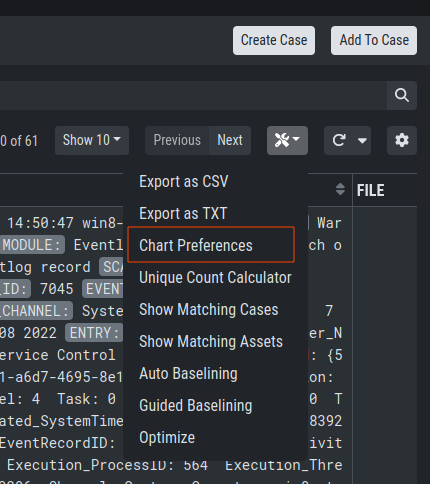 Create Case
Add To Case
0 of 61
Show 10
Previous
Next
Export as CSV
FILE
Export as TXT
14:50:47 win8-
War
Chart Preferences
MODULE: Eventl
ch o
tlog record
Unique Count Calculator
ID: 7045 EVENT
Show Matching Cases
CHANNEL: Syste
7
Show Matching Assets
08 2022 ENTRY:
er_N
ervice Control
: {5
Auto Baselining
1-a6d7-4695-8e1
on:
el: 4 Task: 0
0 T
Guided Baselining
ated_SystemTime
8392
EventRecordID:
ivit
Optimize
Execution_ProcessID: 564 Execution_Thre